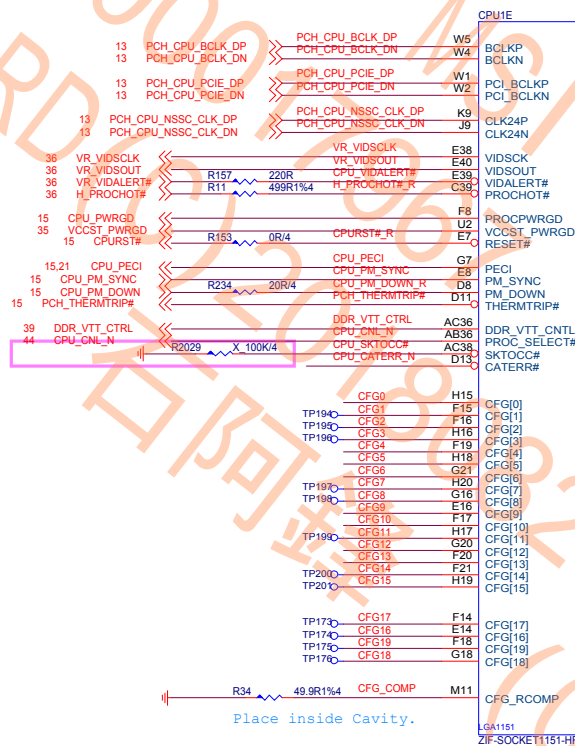 CPU1E
13 PCH_CPU_BCLK_DP PCH_CPU_BCLK_DP W5 BCLKP
13 PCH_CPU_BCLK_DN PCH_CPU_BCLK_DN W4 BCLKN
13 PCH_CPU_PCIE_DP PCH_CPU_PCIE_DP W1 PCI_BCLKP
13 PCH_CPU_PCIE_DN PCH_CPU_PCIE_DN W2 PCI_BCLKN
13 PCH_CPU_NSSC_CLK_DP PCH_CPU_NSSC_CLK_DP K9 CLK24P
13 PCH_CPU_NSSC_CLK_DN PCH_CPU_NSSC_CLK_DN J9 CLK24N
36 VR_VIDSCLK VR_VIDSCLK E38 VIDSCK
36 VR_VIDSOUT VR_VIDSOUT E40 VIDSOUT
36 VR_VIDALERT# R157 220R CPU_VIDALERT# E39 VIDALERT#
36 H_PROCHOT# R11 499R1%4 H_PROCHOT#_R C39 PROCHOT#
15 CPU_PWRGD F8 PROCPWRGD
35 VCCST_PWRGD U2 VCCST_PWRGD
15 CPURST# R153 0R/4 CPURST#_R E7 RESET#
15,21 CPU_PECI CPU_PECI G7 PECI
15 CPU_PM_SYNC CPU_PM_SYNC E8 PM_SYNC
15 CPU_PM_DOWN R234 20R/4 CPU_PM_DOWN_R D8 PM_DOWN
15 PCH_THERMTRIP# PCH_THERMTRIP# D11 THERMTRIP#
39 DDR_VTT_CTRL DDR_VTT_CTRL AC36 DDR_VTT_CNTL
44 CPU_CNL_N CPU_CNL_N AB36 PROC_SELECT#
R2029 X_100K/4 CPU_SKTOCC# AC38 SKTOCC#
CPU_CATERR_N D13 CATERR#
CFG0 H15 CFG[0]
TP194 CFG1 F15 CFG[1]
TP195 CFG2 F16 CFG[2]
TP196 CFG3 H16 CFG[3]
CFG4 F19 CFG[4]
CFG5 H18 CFG[5]
CFG6 G21 CFG[6]
TP197 CFG7 H20 CFG[7]
TP198 CFG8 G16 CFG[8]
CFG9 E16 CFG[9]
CFG10 F17 CFG[10]
TP199 CFG11 H17 CFG[11]
CFG12 G20 CFG[12]
CFG13 F20 CFG[13]
TP200 CFG14 F21 CFG[14]
TP201 CFG15 H19 CFG[15]
TP173 CFG17 F14 CFG[17]
TP174 CFG16 E14 CFG[16]
TP175 CFG19 F18 CFG[19]
TP176 CFG18 G18 CFG[18]
R34 49.9R1%4 CFG_COMP M11 CFG_RCOMP
Place inside Cavity.
LGA1151
ZIF-SOCKET1151-HF